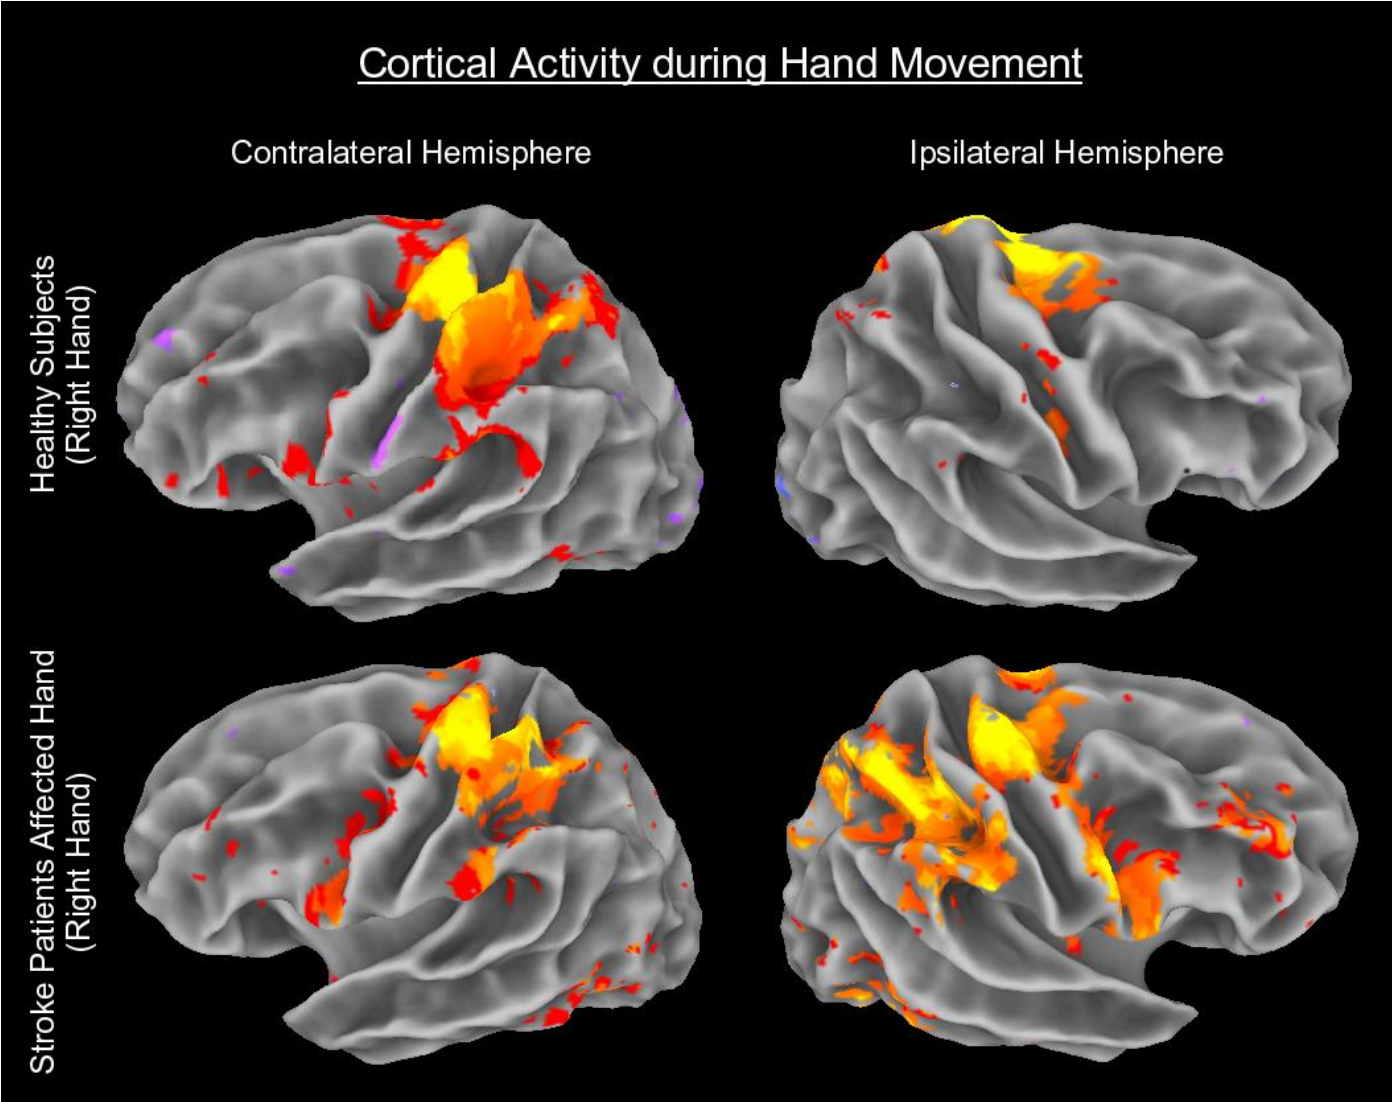 Cortical Activity during Hand Movement
Contralateral Hemisphere
Ipsilateral Hemisphere
Healthy Subjects
(Right Hand)
Stroke Patients Affected Hand
(Right Hand)